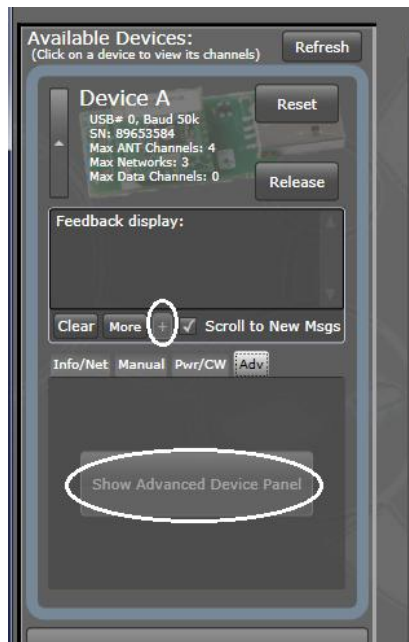 Available Devices:
(Click on a device to view its channels)
Refresh
Device A
USB# 0, Baud 50k
SN: 89653584
Max ANT Channels: 4
Max Networks: 3
Max Data Channels: 0
Reset
Release
Feedback display:
Clear More + Scroll to New Msgs
Info/Net Manual Pwr/CW Adv
Show Advanced Device Panel